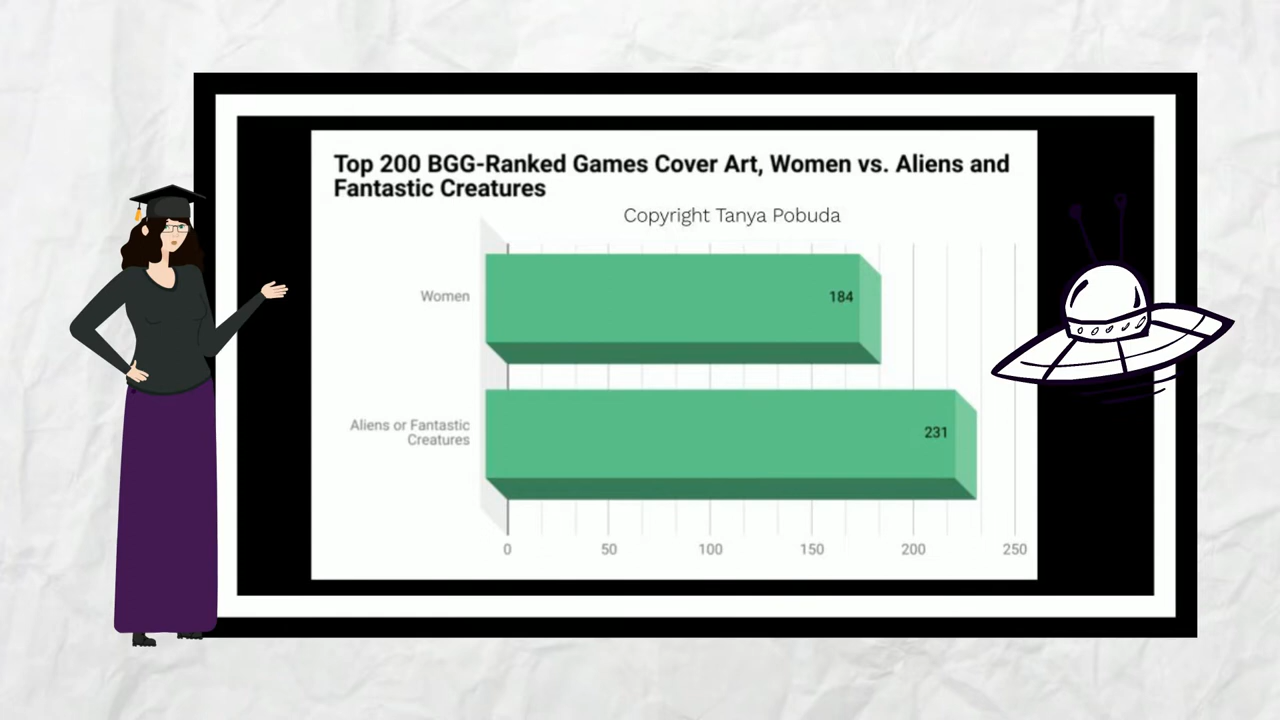 Top 200 BGG-Ranked Games Cover Art, Women vs. Aliens and
Fantastic Creatures
Copyright Tanya Pobuda
Women
184
Aliens or Fantastic
Creatures
231
0 50 100 150 200 250